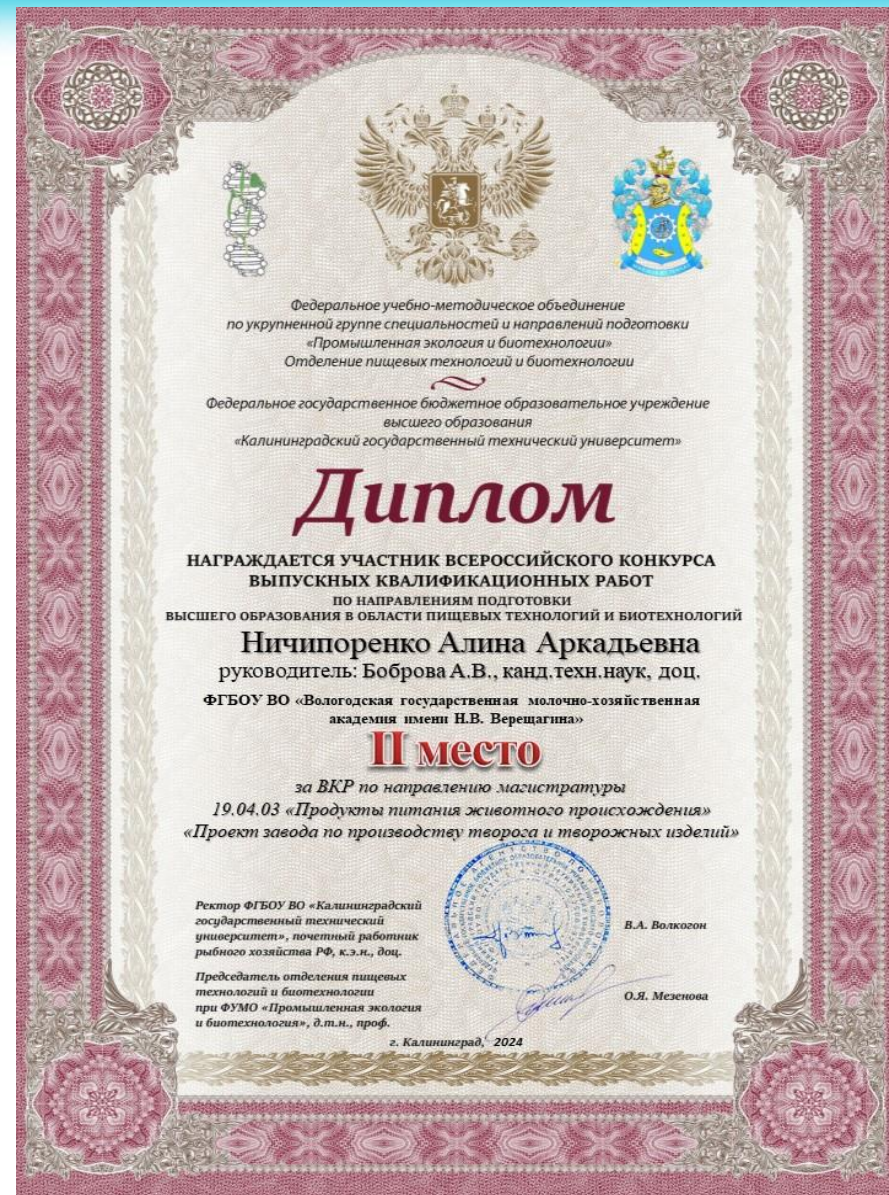 Федеральное учебно-методическое объединение
по укрупненной группе специальностей и направлений подготовки
«Промышленная экология и биотехнологии»
Отделение пищевых технологий и биотехнологии
Федеральное государственное бюджетное образовательное учреждение
высшего образования
«Калининградский государственный технический университет»
Диплом
НАГРАЖДАЕТСЯ УЧАСТНИК ВСЕРОССИЙСКОГО КОНКУРСА
ВЫПУСКНЫХ КВАЛИФИКАЦИОННЫХ РАБОТ
ПО НАПРАВЛЕНИЯМ ПОДГОТОВКИ
ВЫСШЕГО ОБРАЗОВАНИЯ В ОБЛАСТИ ПИЩЕВЫХ ТЕХНОЛОГИЙ И БИОТЕХНОЛОГИЙ
Ничипоренко Алина Аркадьевна
руководитель: Боброва А.В., канд.техн.наук, доц.
ФГБОУ ВО «Вологодская государственная молочно-хозяйственная
академия имени Н.В. Верещагина»
II место
за ВКР по направлению магистратуры
19.04.03 «Продукты питания животного происхождения»
«Проект завода по производству творога и творожных изделий»
Ректор ФГБОУ ВО «Калининградский
государственный технический
университет», почетный работник
рыбного хозяйства РФ, к.э.н., доц.
В.А. Волкогон
Председатель отделения пищевых
технологий и биотехнологии
при ФУМО «Промышленная экология
и биотехнология», д.т.н., проф.
О.Я. Мезенова
г. Калининград, 2024